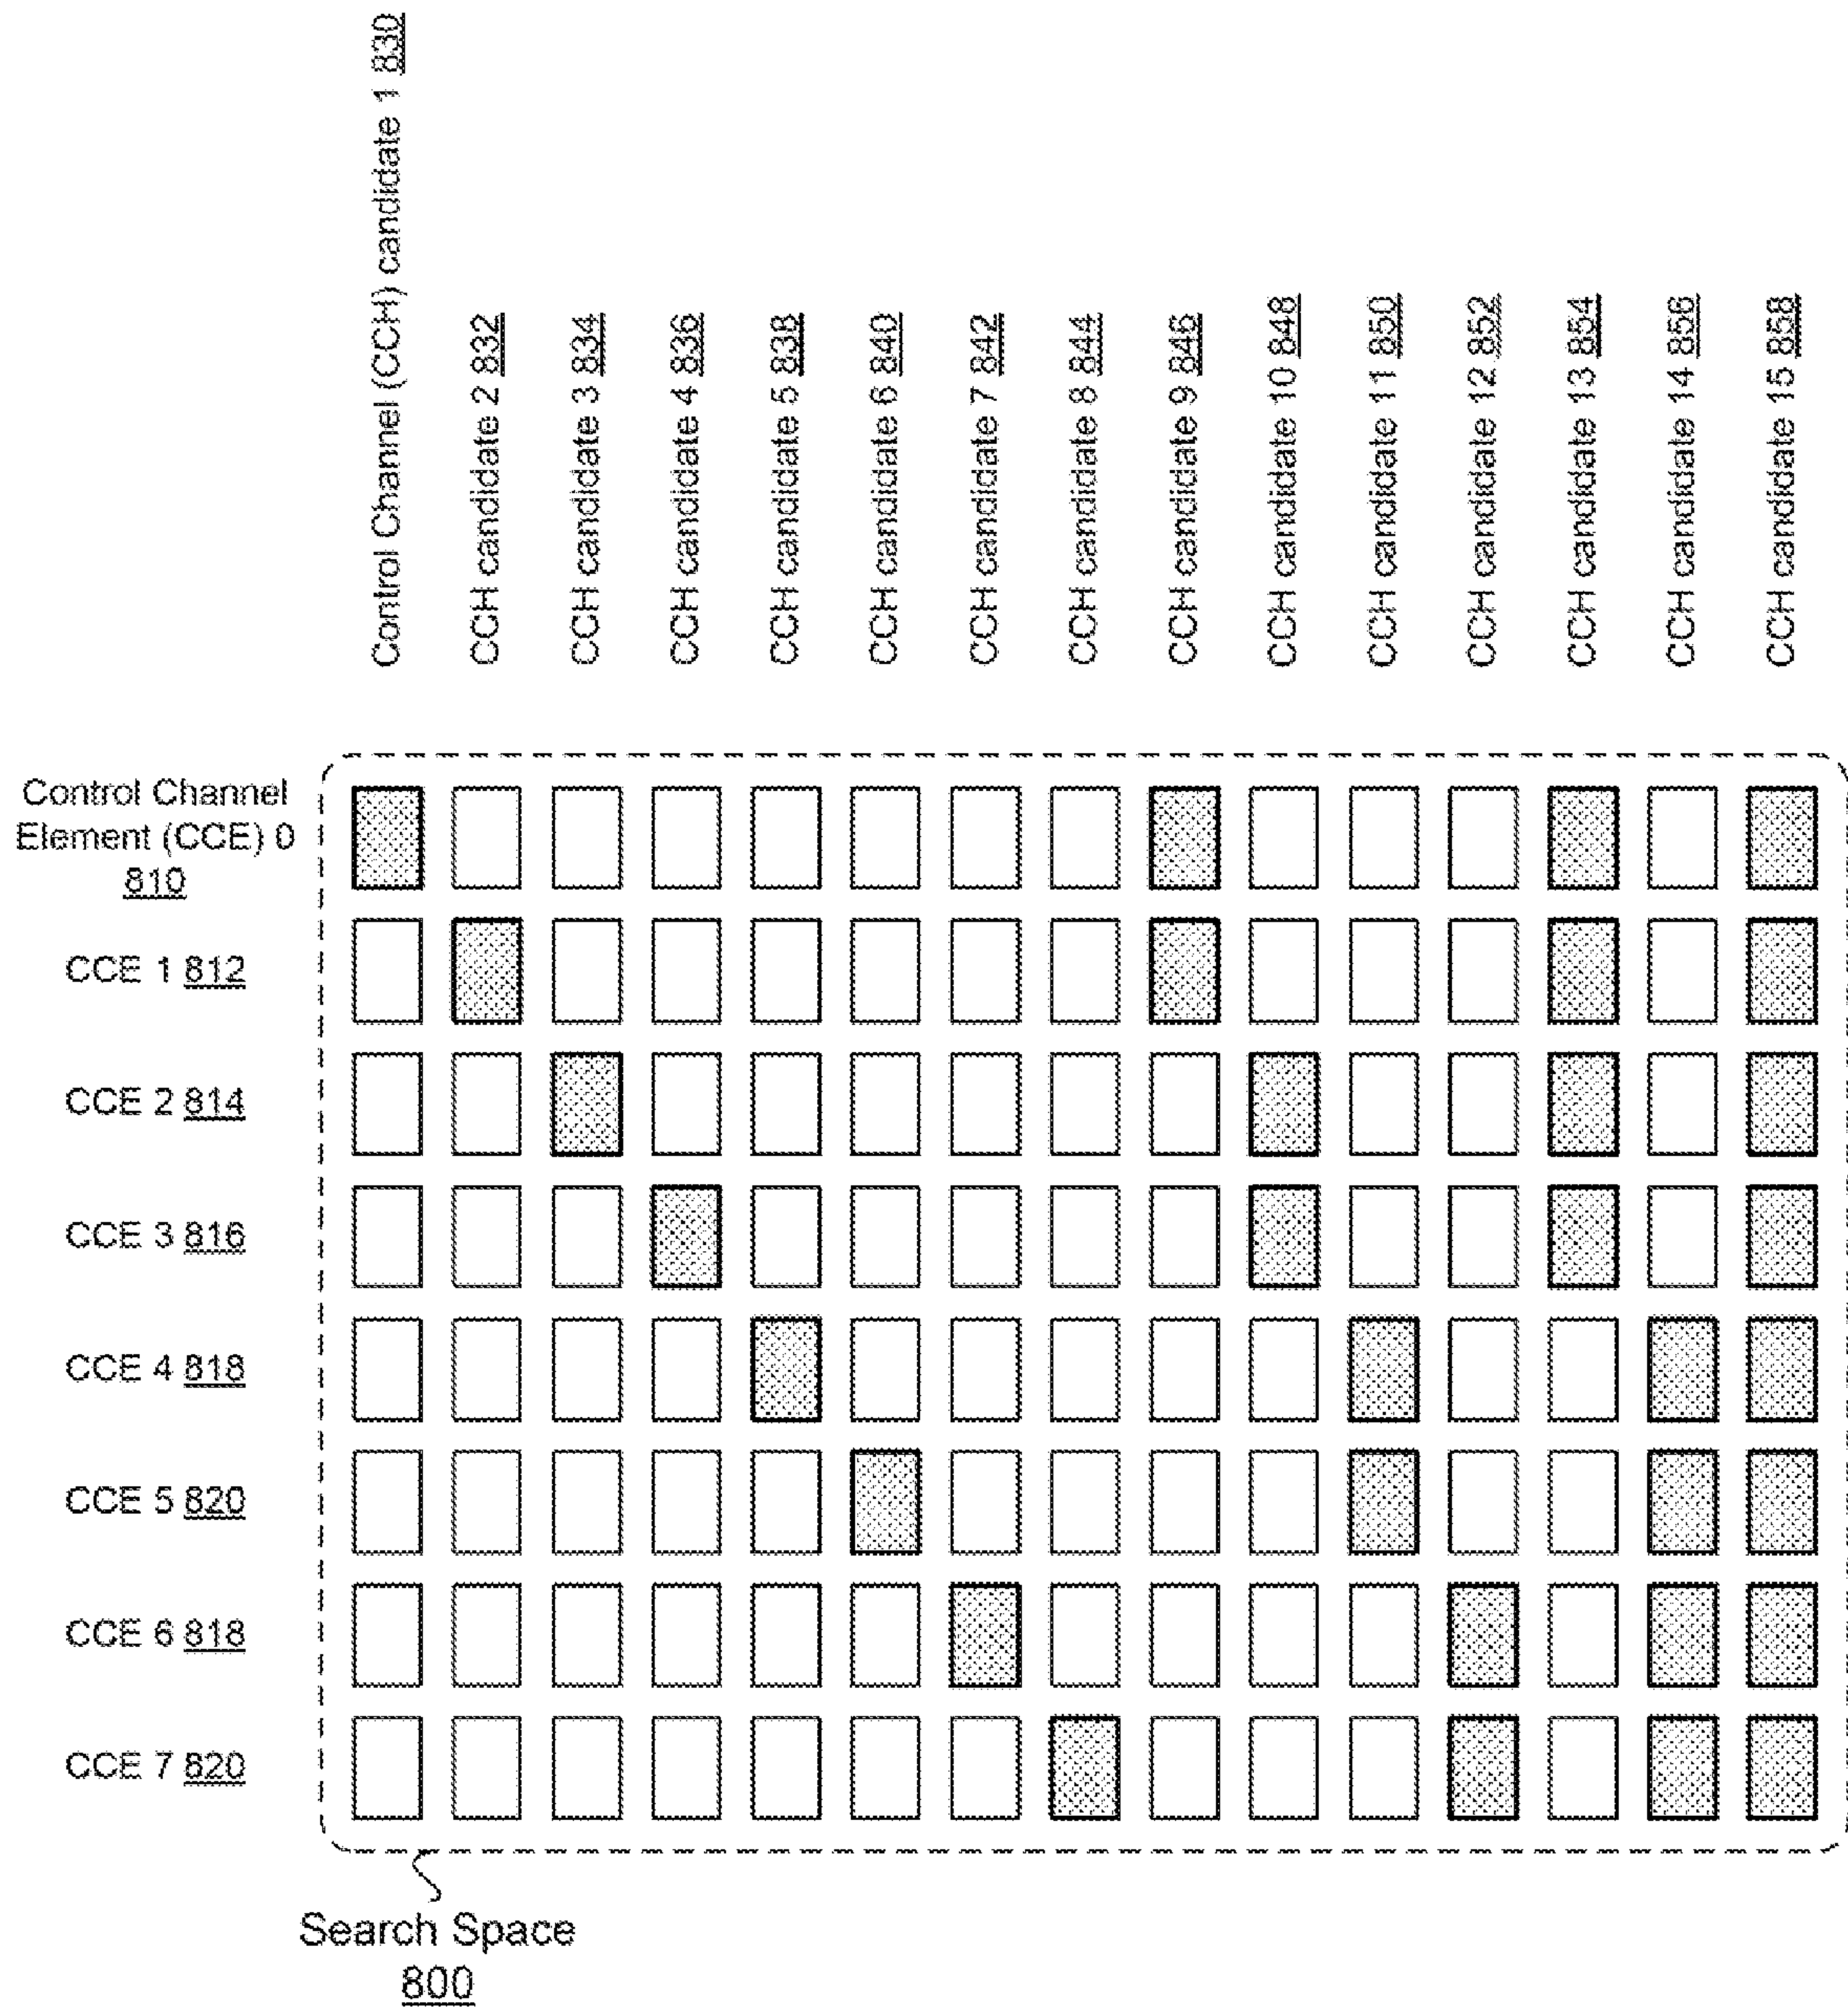 Control Channel (CCH) candidate 1 830
CCH candidate 2 832
CCH candidate 3 834
CCH candidate 4 836
CCH candidate 5 838
CCH candidate 6 840
CCH candidate 7 842
CCH candidate 8 844
CCH candidate 9 846
CCH candidate 10 848
CCH candidate 11 850
CCH candidate 12 852
CCH candidate 13 854
CCH candidate 14 856
CCH candidate 15 858
Control Channel
Element (CCE) 0
810
CCE 1 812
CCE 2 814
CCE 3 816
CCE 4 818
CCE 5 820
CCE 6 818
CCE 7 820
Search Space
800